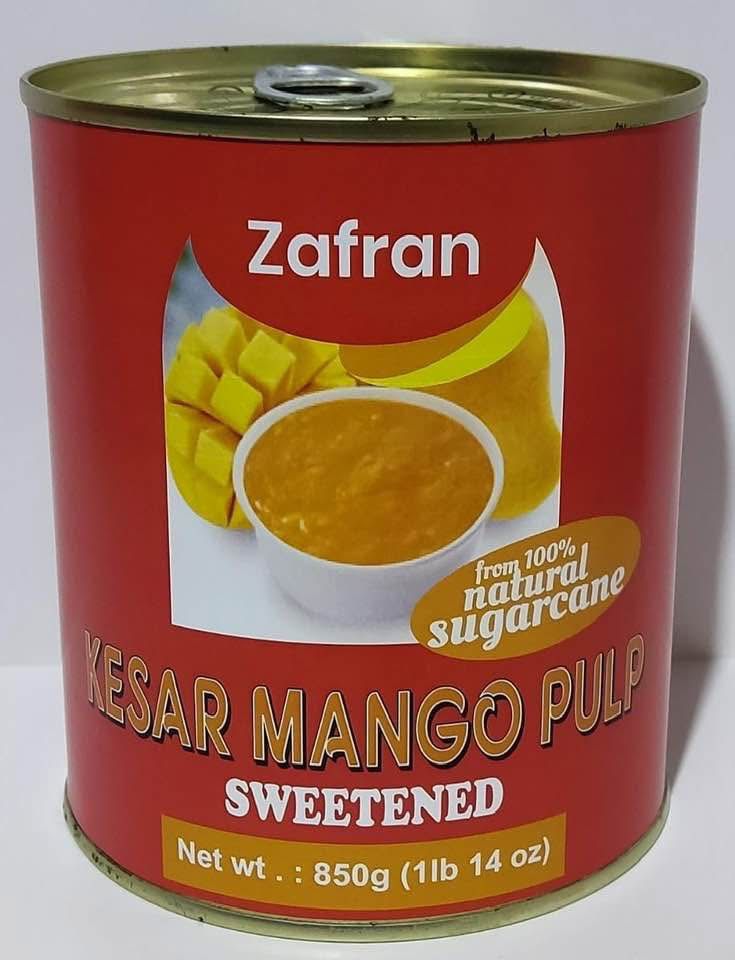 Zafran
from 100%
natural
sugarcane
KESAR MANGO PULP
SWEETENED
Net wt . : 850g (1lb 14 oz)